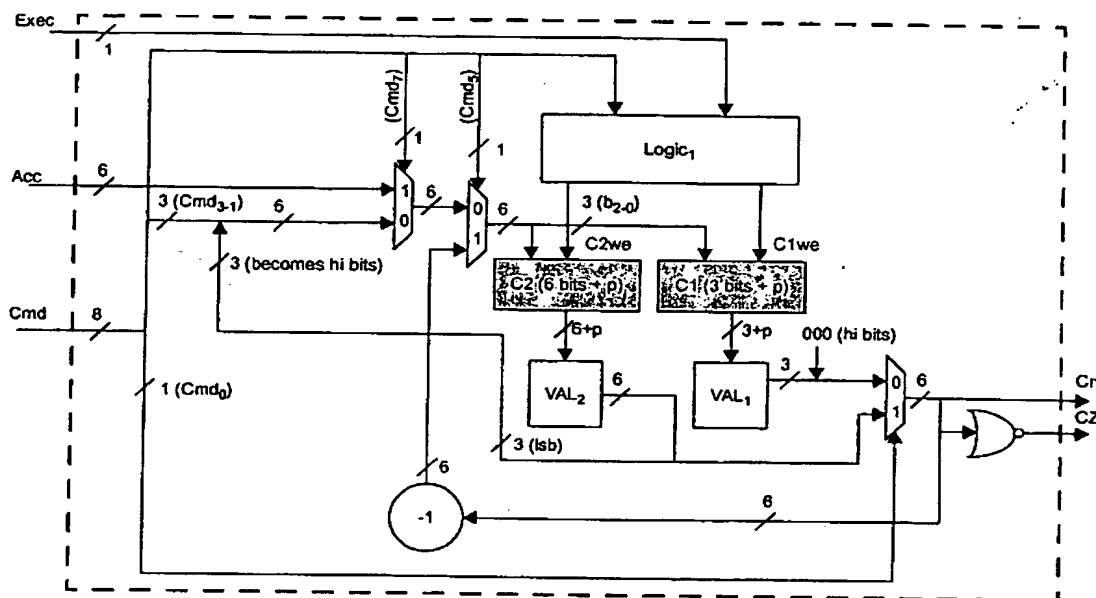 Exec
1
(Cmd7)
(Cmd5)
1
1
Logic1
Acc
6
1
0
6
0
1
6
3 (b2-0)
3 (Cmd3-1)
6
C2we
C1we
3 (becomes hi bits)
C2 (6 bits + p)
C1 (3 bits + p)
Cmd
8
6+p
3+p
000 (hi bits)
1 (Cmd0)
VAL2
6
VAL1
3
0
1
6
CZ
3 (lsb)
6
-1
6